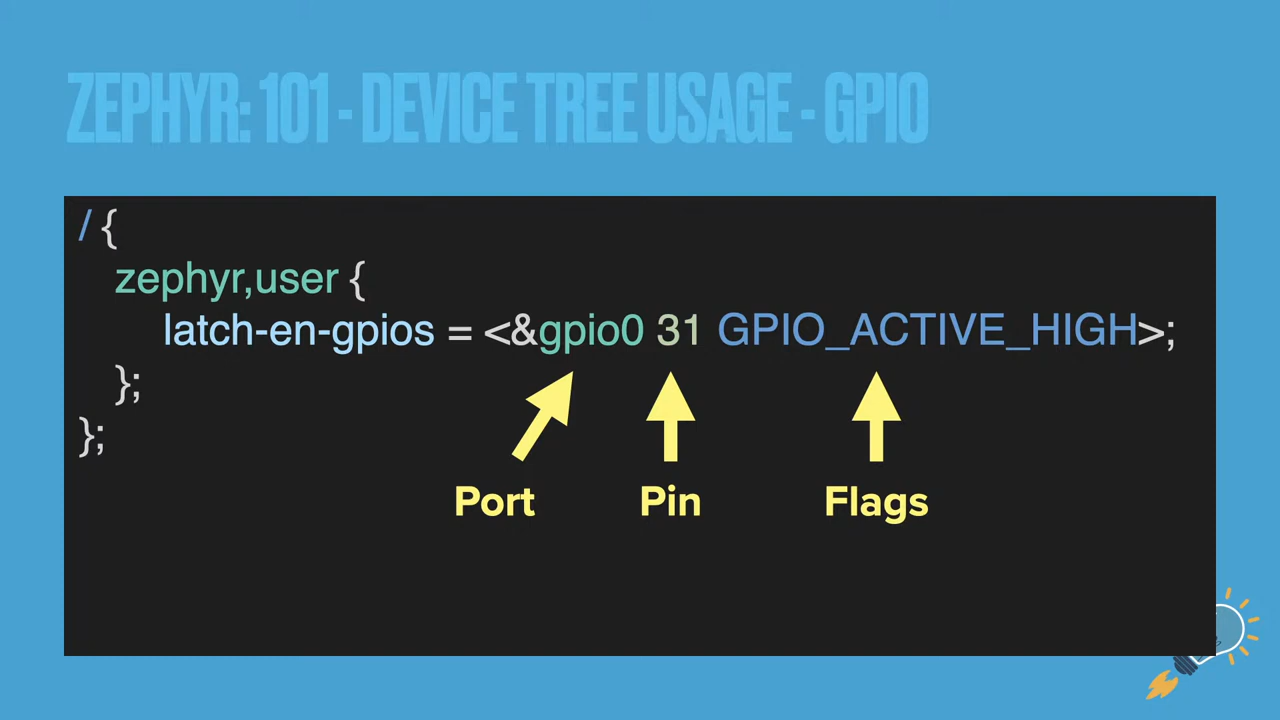 ZEPHYR: 101 - DEVICE TREE USAGE - GPIO
/ {
zephyr,user {
latch-en-gpios = <&gpio0 31 GPIO_ACTIVE_HIGH>;
};
};
Port Pin Flags